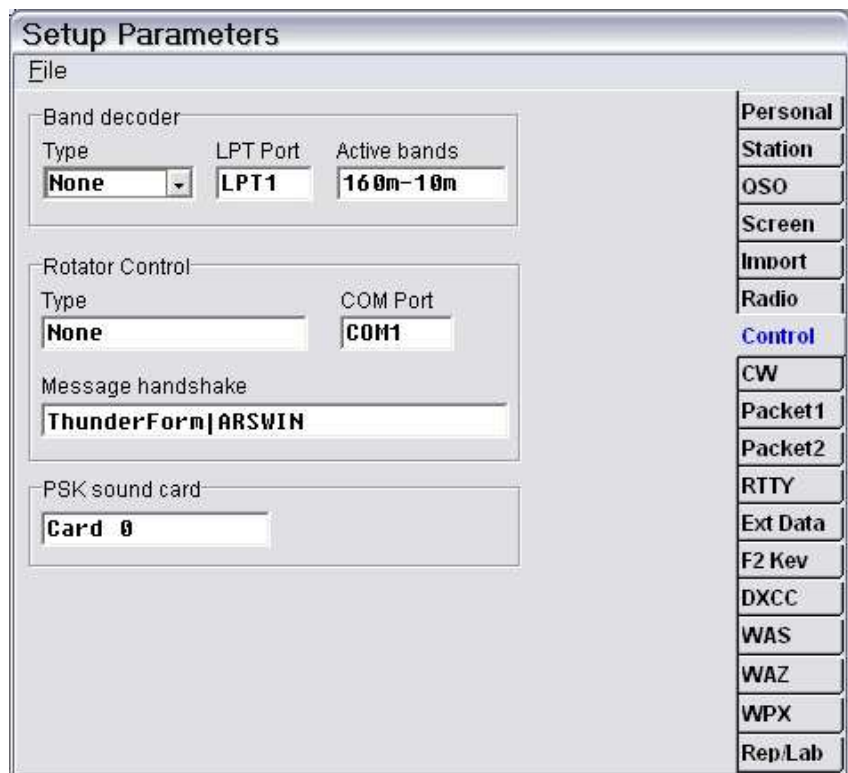 Setup Parameters
File
Band decoder
Type LPT Port Active bands
None LPT1 160m-10m
Rotator Control
Type COM Port
None COM1
Message handshake
ThunderForm|ARSWIN
PSK sound card
Card 0
Personal
Station
QSO
Screen
Import
Radio
Control
CW
Packet1
Packet2
RTTY
Ext Data
F2 Key
DXCC
WAS
WAZ
WPX
Rep/Lab